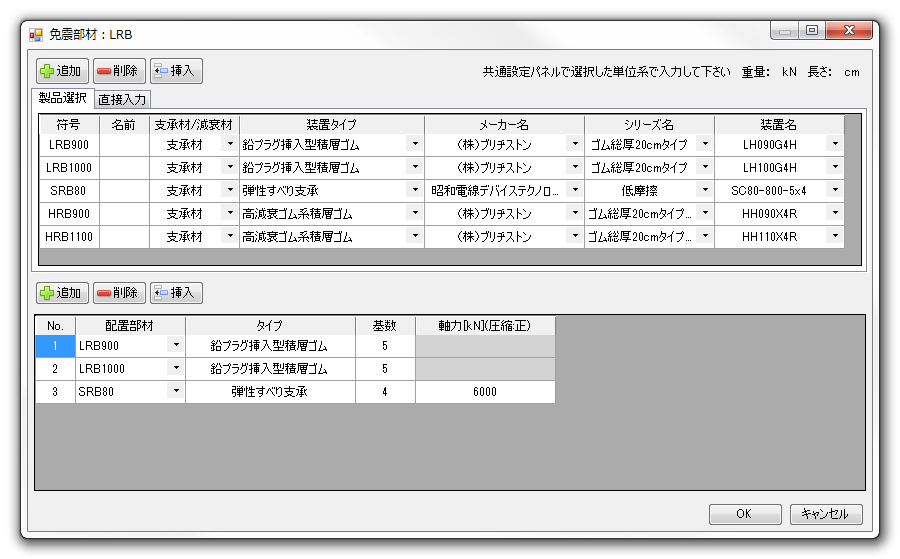 免震部材：LRB
追加 削除 挿入 共通設定パネルで選択した単位系で入力して下さい 重量： kN 長さ： cm
製品選択 直接入力
符号 名前 支承材/減衰材 装置タイプ メーカー名 シリーズ名 装置名
LRB900 支承材 鉛プラグ挿入型積層ゴム (株)ブリヂストン ゴム総厚20cmタイプ LH090G4H
LRB1000 支承材 鉛プラグ挿入型積層ゴム (株)ブリヂストン ゴム総厚20cmタイプ LH100G4H
SRB80 支承材 弾性すべり支承 昭和電線デバイステクノロ... 低摩擦 SC80-800-5x4
HRB900 支承材 高減衰ゴム系積層ゴム (株)ブリヂストン ゴム総厚20cmタイプ... HH090X4R
HRB1100 支承材 高減衰ゴム系積層ゴム (株)ブリヂストン ゴム総厚20cmタイプ... HH110X4R
追加 削除 挿入
No. 配置部材 タイプ 基数 軸力[kN](圧縮:正)
1 LRB900 鉛プラグ挿入型積層ゴム 5
2 LRB1000 鉛プラグ挿入型積層ゴム 5
3 SRB80 弾性すべり支承 4 6000
OK キャンセル